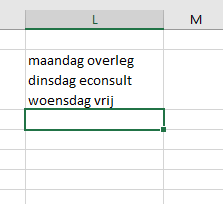 L M
maandag overleg
dinsdag econsult
woensdag vrij